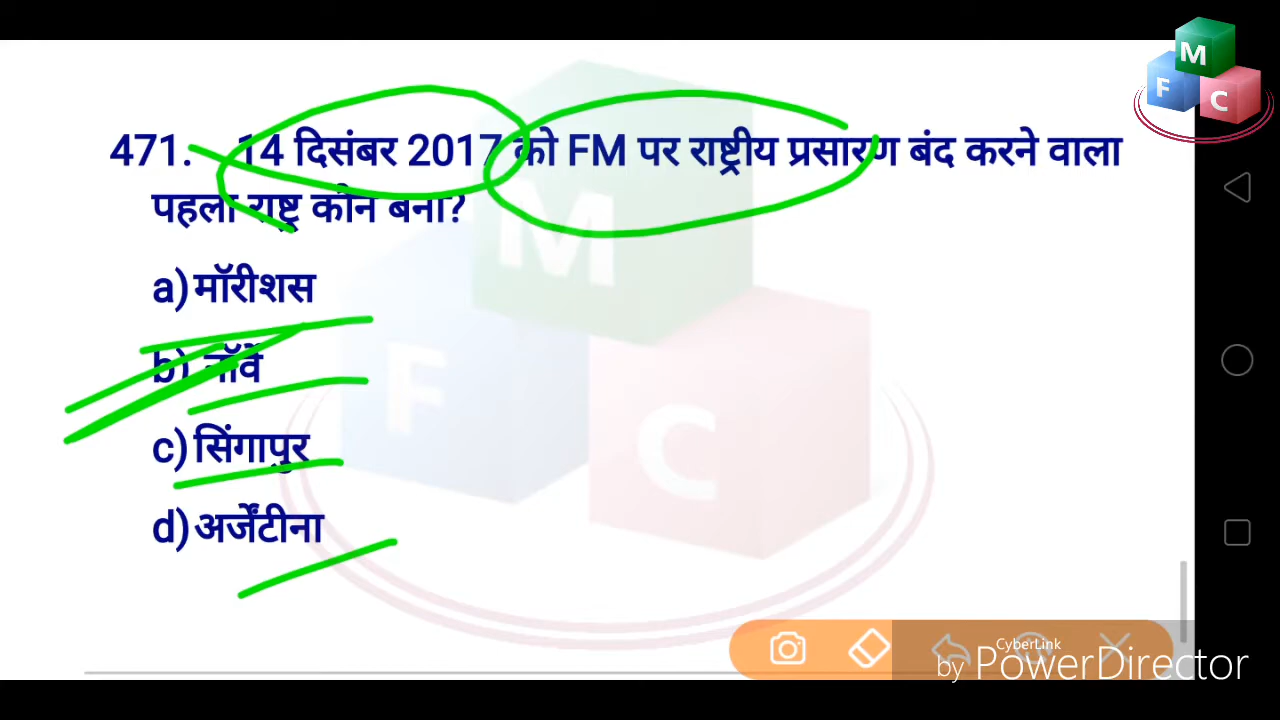 M
F
C
471. 14 दिसंबर 2017 को FM पर राष्ट्रीय प्रसारण बंद करने वाला
पहला राष्ट्र कौन बना?
a) मॉरीशस
b) नॉर्वे
c) सिंगापुर
d) अर्जेंटीना
M
F
C
CyberLink
by PowerDirector